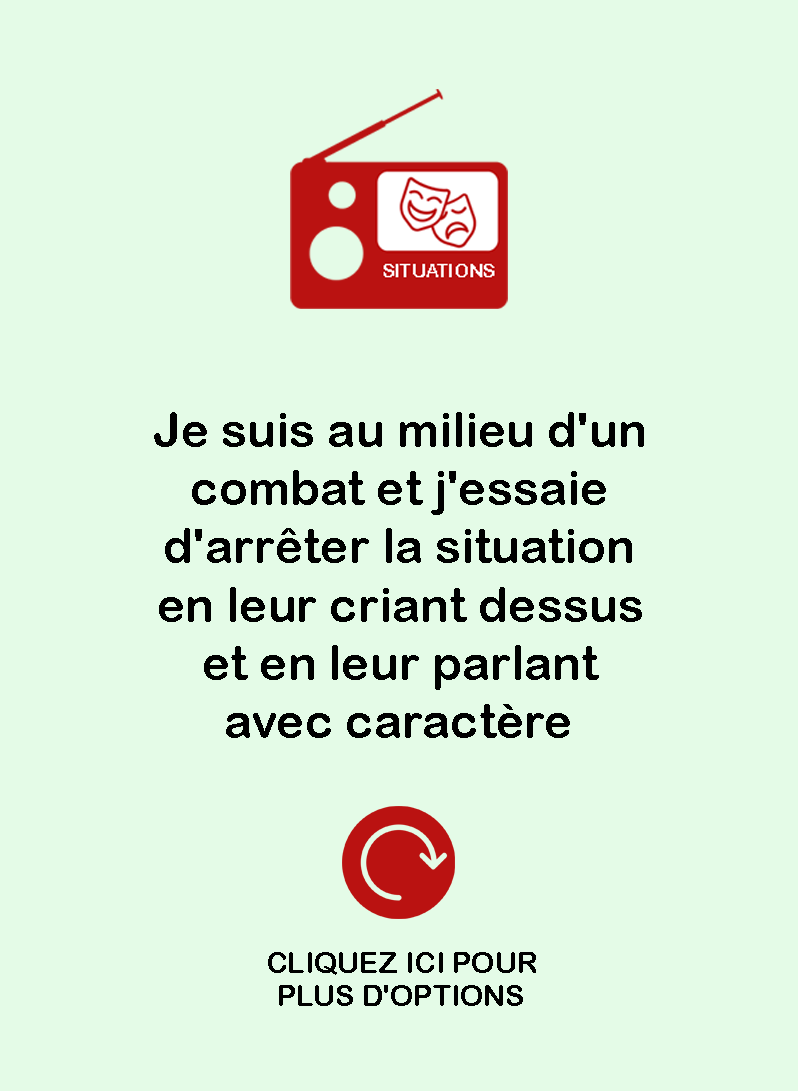 SITUATIONS
Je suis au milieu d'un
combat et j'essaie
d'arrêter la situation
en leur criant dessus
et en leur parlant
avec caractère
CLIQUEZ ICI POUR
PLUS D'OPTIONS